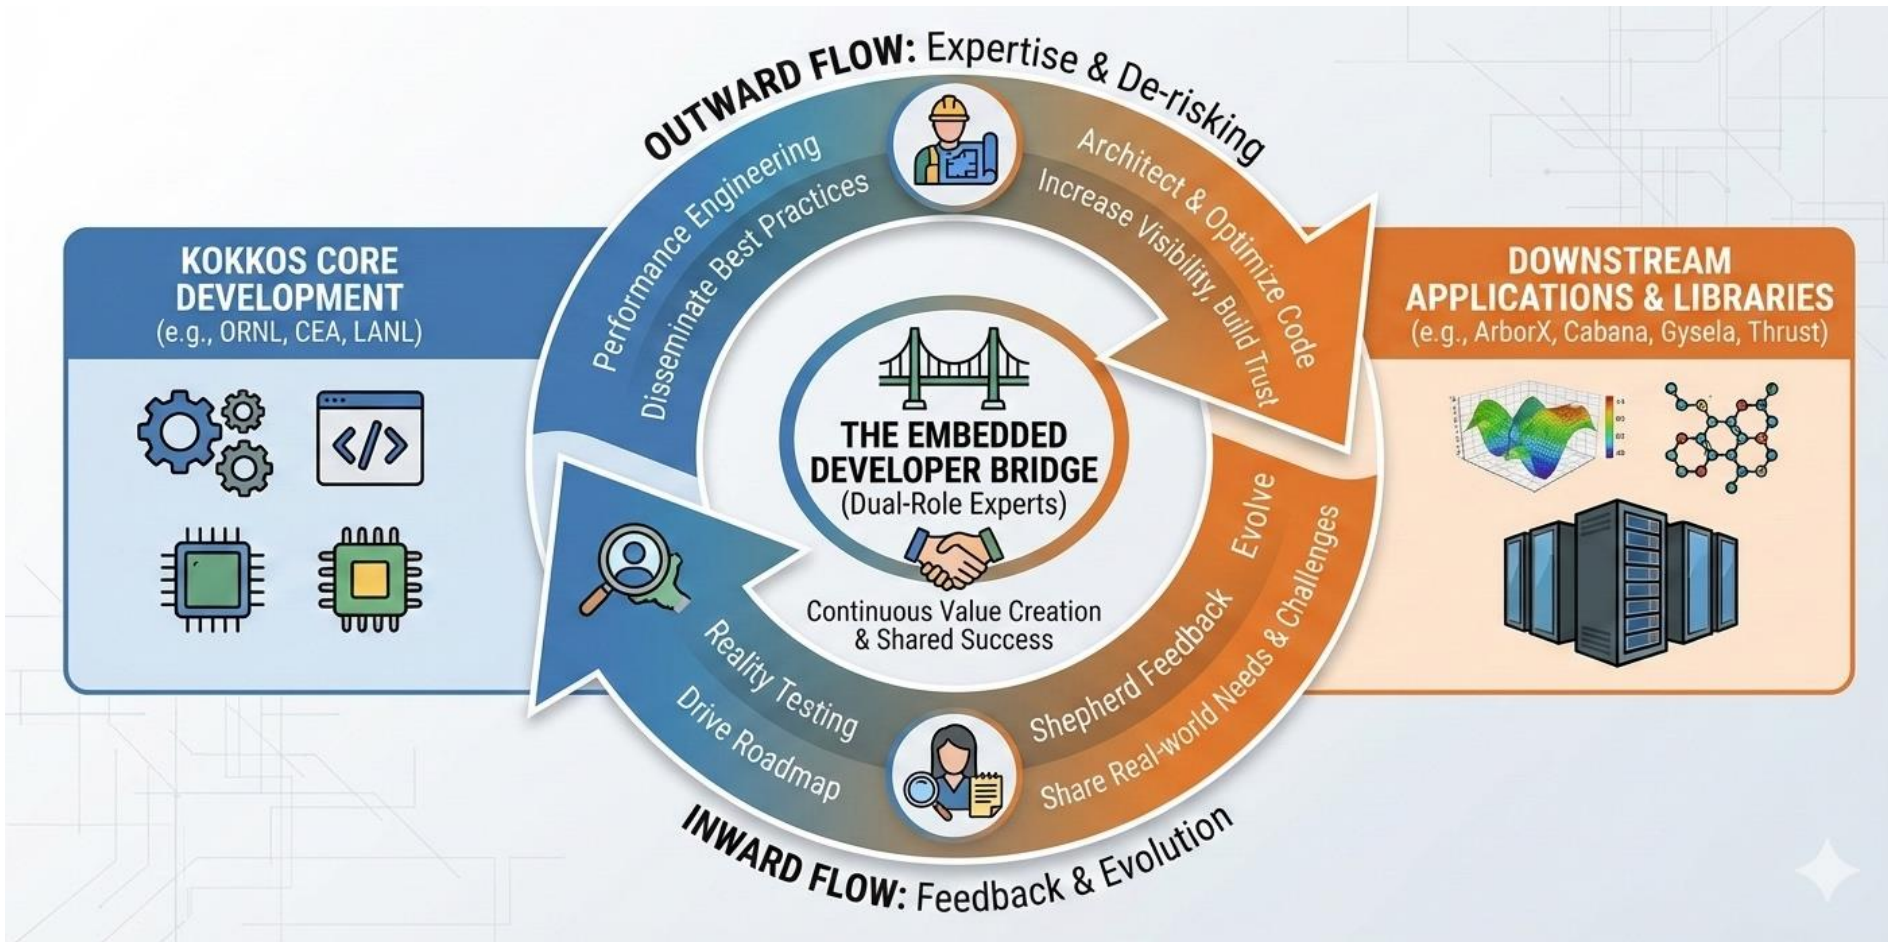 OUTWARD FLOW: Expertise & De-risking
Performance Engineering
Disseminate Best Practices
Architect & Optimize Code
Increase Visibility, Build Trust
KOKKOS CORE
DEVELOPMENT
(e.g., ORNL, CEA, LANL)
</>
THE EMBEDDED
DEVELOPER BRIDGE
(Dual-Role Experts)
Continuous Value Creation
& Shared Success
DOWNSTREAM
APPLICATIONS & LIBRARIES
(e.g., ArborX, Cabana, Gysela, Thrust)
Evolve
Shepherd Feedback
Share Real-world Needs & Challenges
Reality Testing
Drive Roadmap
INWARD FLOW: Feedback & Evolution